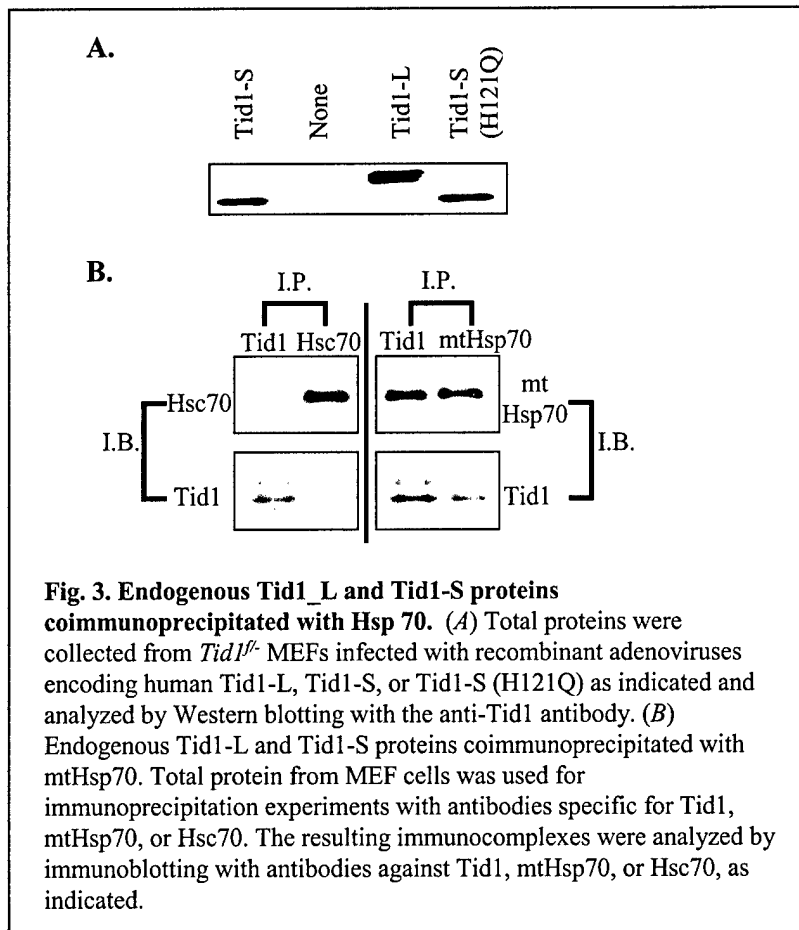 A.
Tid1-S
None
Tid1-L
Tid1-S
(H121Q)
B.
I.P.
I.P.
Tid1 Hsc70
Tid1 mtHsp70
Hsc70
mt
Hsp70
I.B.
I.B.
Tid1
Tid1
Fig. 3. Endogenous Tid1_L and Tid1-S proteins
coimmunoprecipitated with Hsp 70. (A) Total proteins were
collected from Tid1f/- MEFs infected with recombinant adenoviruses
encoding human Tid1-L, Tid1-S, or Tid1-S (H121Q) as indicated and
analyzed by Western blotting with the anti-Tid1 antibody. (B)
Endogenous Tid1-L and Tid1-S proteins coimmunoprecipitated with
mtHsp70. Total protein from MEF cells was used for
immunoprecipitation experiments with antibodies specific for Tid1,
mtHsp70, or Hsc70. The resulting immunocomplexes were analyzed by
immunoblotting with antibodies against Tid1, mtHsp70, or Hsc70, as
indicated.